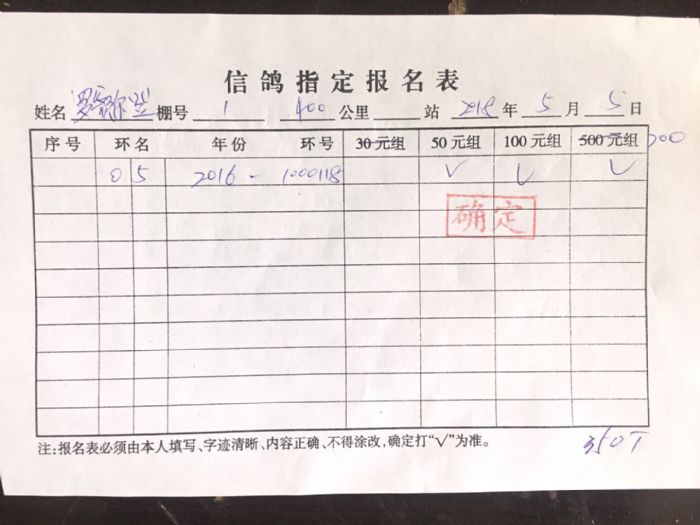 信鸽指定报名表
姓名 罗 棚号 1 400 公里 站 2018 年 5 月 5 日
序号 环名 年份 环号 30元组 50元组 100元组 500元组 200
05 2016 - 1000118 √ √ √
确定
注:报名表必须由本人填写、字迹清晰、内容正确、不得涂改,确定打“√”为准。
350T